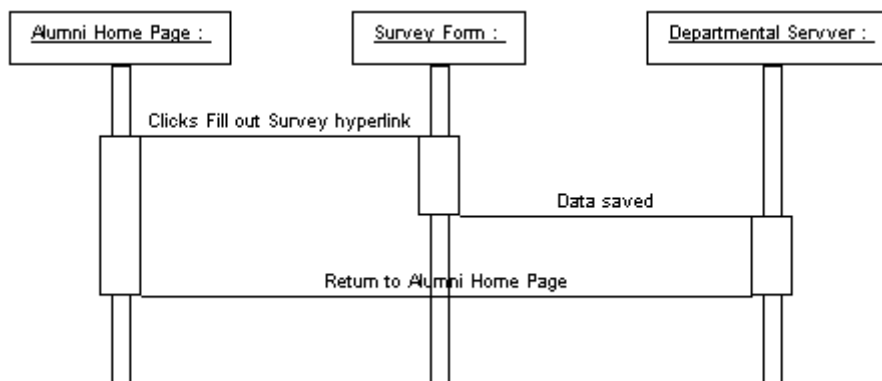 Alumni Home Page :
Survey Form :
Departmental Servver :
Clicks Fill out Survey hyperlink
Data saved
Return to Alumni Home Page